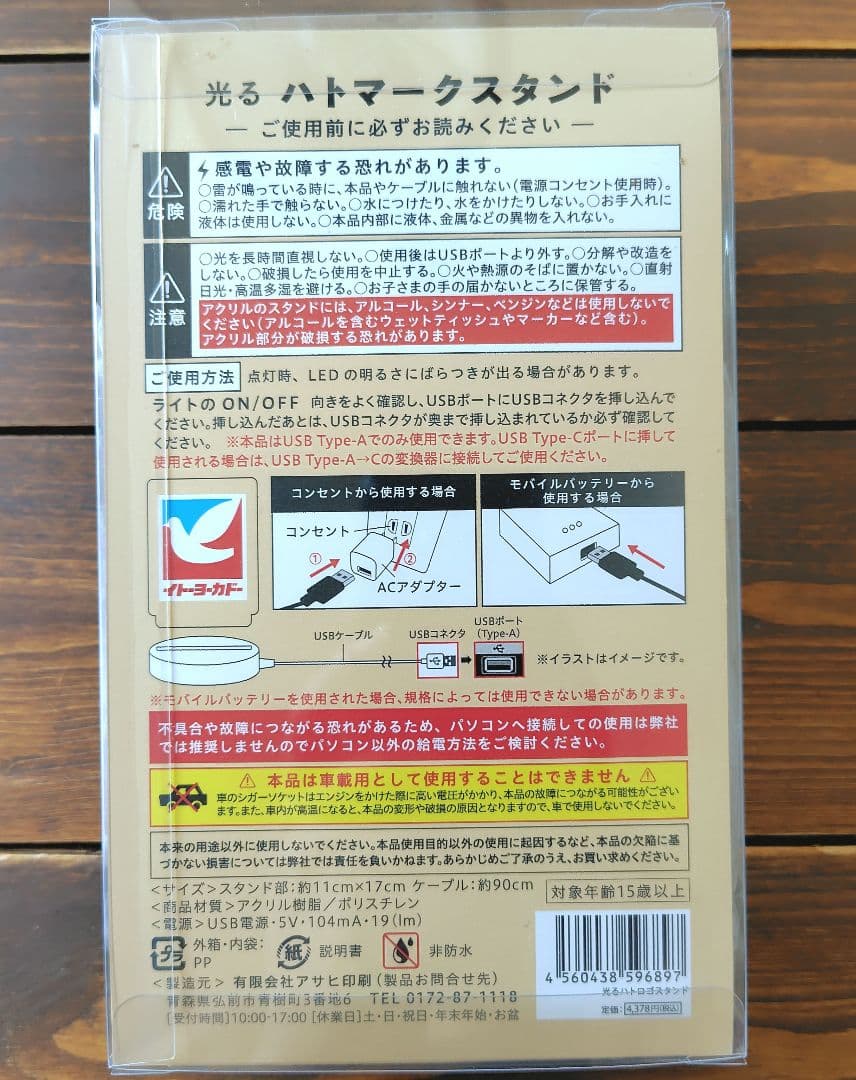 光る ハトマークスタンド
— ご使用前に必ずお読みください —
危険
感電や故障する恐れがあります。
○雷が鳴っている時に、本品やケーブルに触れない(電源コンセント使用時)。
○濡れた手で触らない。○水につけたり、水をかけたりしない。○お手入れに
液体は使用しない。○本品内部に液体、金属などの異物を入れない。
注意
○光を長時間直視しない。○使用後はUSBポートより外す。○分解や改造を
しない。○破損したら使用を中止する。○火や熱源のそばに置かない。○直射
日光・高温多湿を避ける。○お子さまの手の届かないところに保管する。
アクリルのスタンドには、アルコール、シンナー、ベンジンなどは使用しないで
ください(アルコールを含むウェットティッシュやマーカーなど含む)。
アクリル部分が破損する恐れがあります。
ご使用方法 点灯時、LEDの明るさにばらつきが出る場合があります。
ライトの ON/OFF 向きをよく確認し、USBポートにUSBコネクタを挿し込んで
ください。挿し込んだあとは、USBコネクタが奥まで挿し込まれているか必ず確認して
ください。 ※本品はUSB Type-Aでのみ使用できます。USB Type-Cポートに挿して
使用される場合は、USB Type-A→Cの変換器に接続してご使用ください。
イトーヨーカドー
コンセントから使用する場合
コンセント
① ②
ACアダプター
モバイルバッテリーから
使用する場合
USBケーブル
USBコネクタ
USBポート
(Type-A)
※イラストはイメージです。
※モバイルバッテリーを使用された場合、規格によっては使用できない場合があります。
不具合や故障につながる恐れがあるため、パソコンへ接続しての使用は弊社
では推奨しませんのでパソコン以外の給電方法をご検討ください。
本品は車載用として使用することはできません
車のシガーソケットはエンジンをかけた際に高い電圧がかかり、本品の故障につながる可能性がござい
ます。また、車内が高温になると、本品の変形や破損の原因となりますので、車で使用しないでください。
本来の用途以外に使用しないでください。本品使用目的以外の使用に起因するなど、本品の欠陥に基
づかない損害については弊社では責任を負いかねます。あらかじめご了承のうえ、お買い求めください。
<サイズ>スタンド部:約11cm×17cm ケーブル:約90cm
対象年齢15歳以上
<商品材質>アクリル樹脂/ポリスチレン
<電源>USB電源・5V・104mA・19(lm)
プラ
外箱・内袋:
PP
紙
説明書
非防水
<製造元> 有限会社アサヒ印刷(製品お問合せ先)
青森県弘前市青樹町3番地6 TEL 0172-87-1118
[受付時間]10:00-17:00 [休業日]土・日・祝日・年末年始・お盆
4 560438 596897
光るハトロゴスタンド
定価: 4,378円(税込)